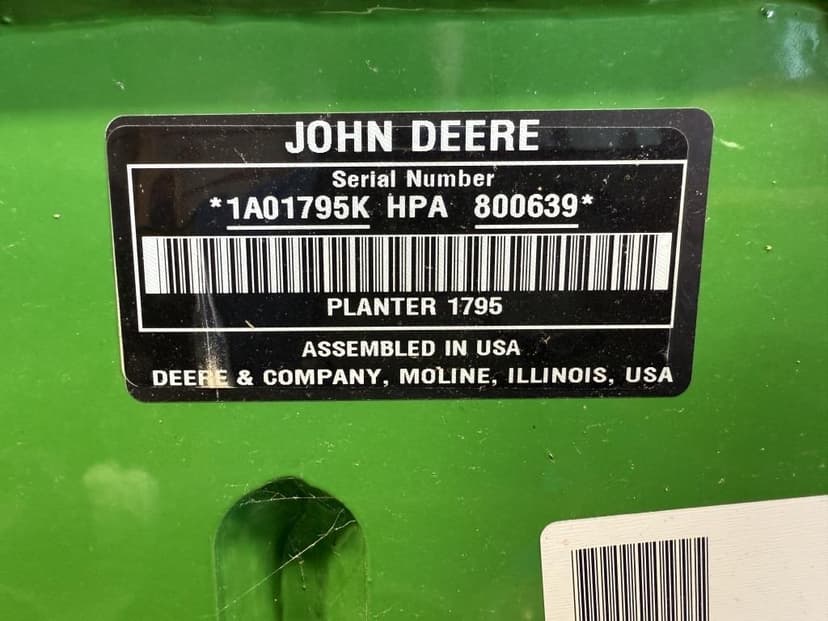 JOHN DEERE
Serial Number
*1A01795K HPA 800639*
PLANTER 1795
ASSEMBLED IN USA
DEERE & COMPANY, MOLINE, ILLINOIS, USA